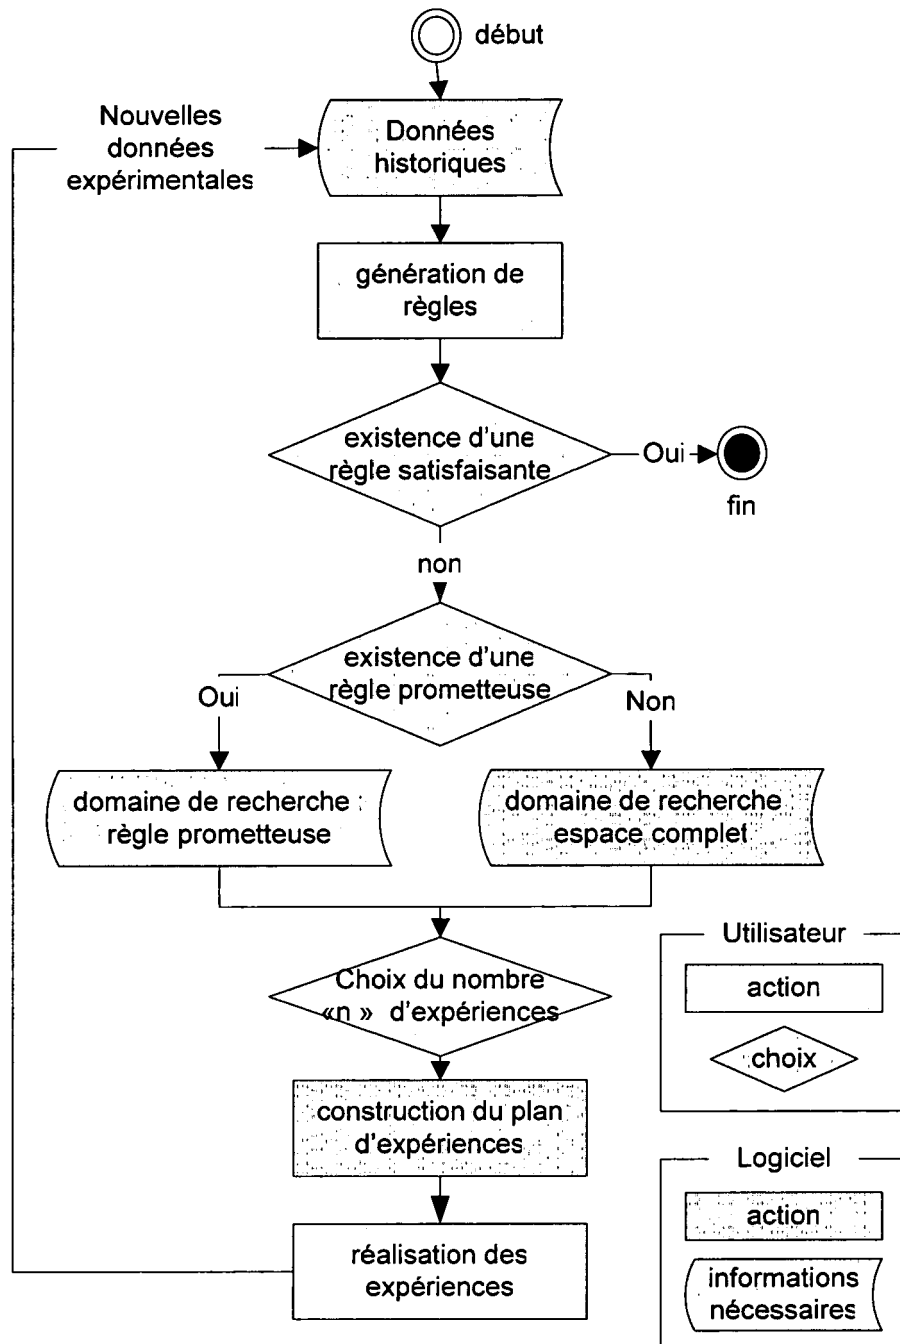 début
Nouvelles
données
expérimentales
Données
historiques
génération de
règles
existence d'une
règle satisfaisante
Oui
fin
non
existence d'une
règle prometteuse
Oui
Non
domaine de recherche :
règle prometteuse
domaine de recherche :
espace complet
Choix du nombre
«n » d'expériences
construction du plan
d'expériences
réalisation des
expériences
Utilisateur
action
choix
Logiciel
action
informations
nécessaires